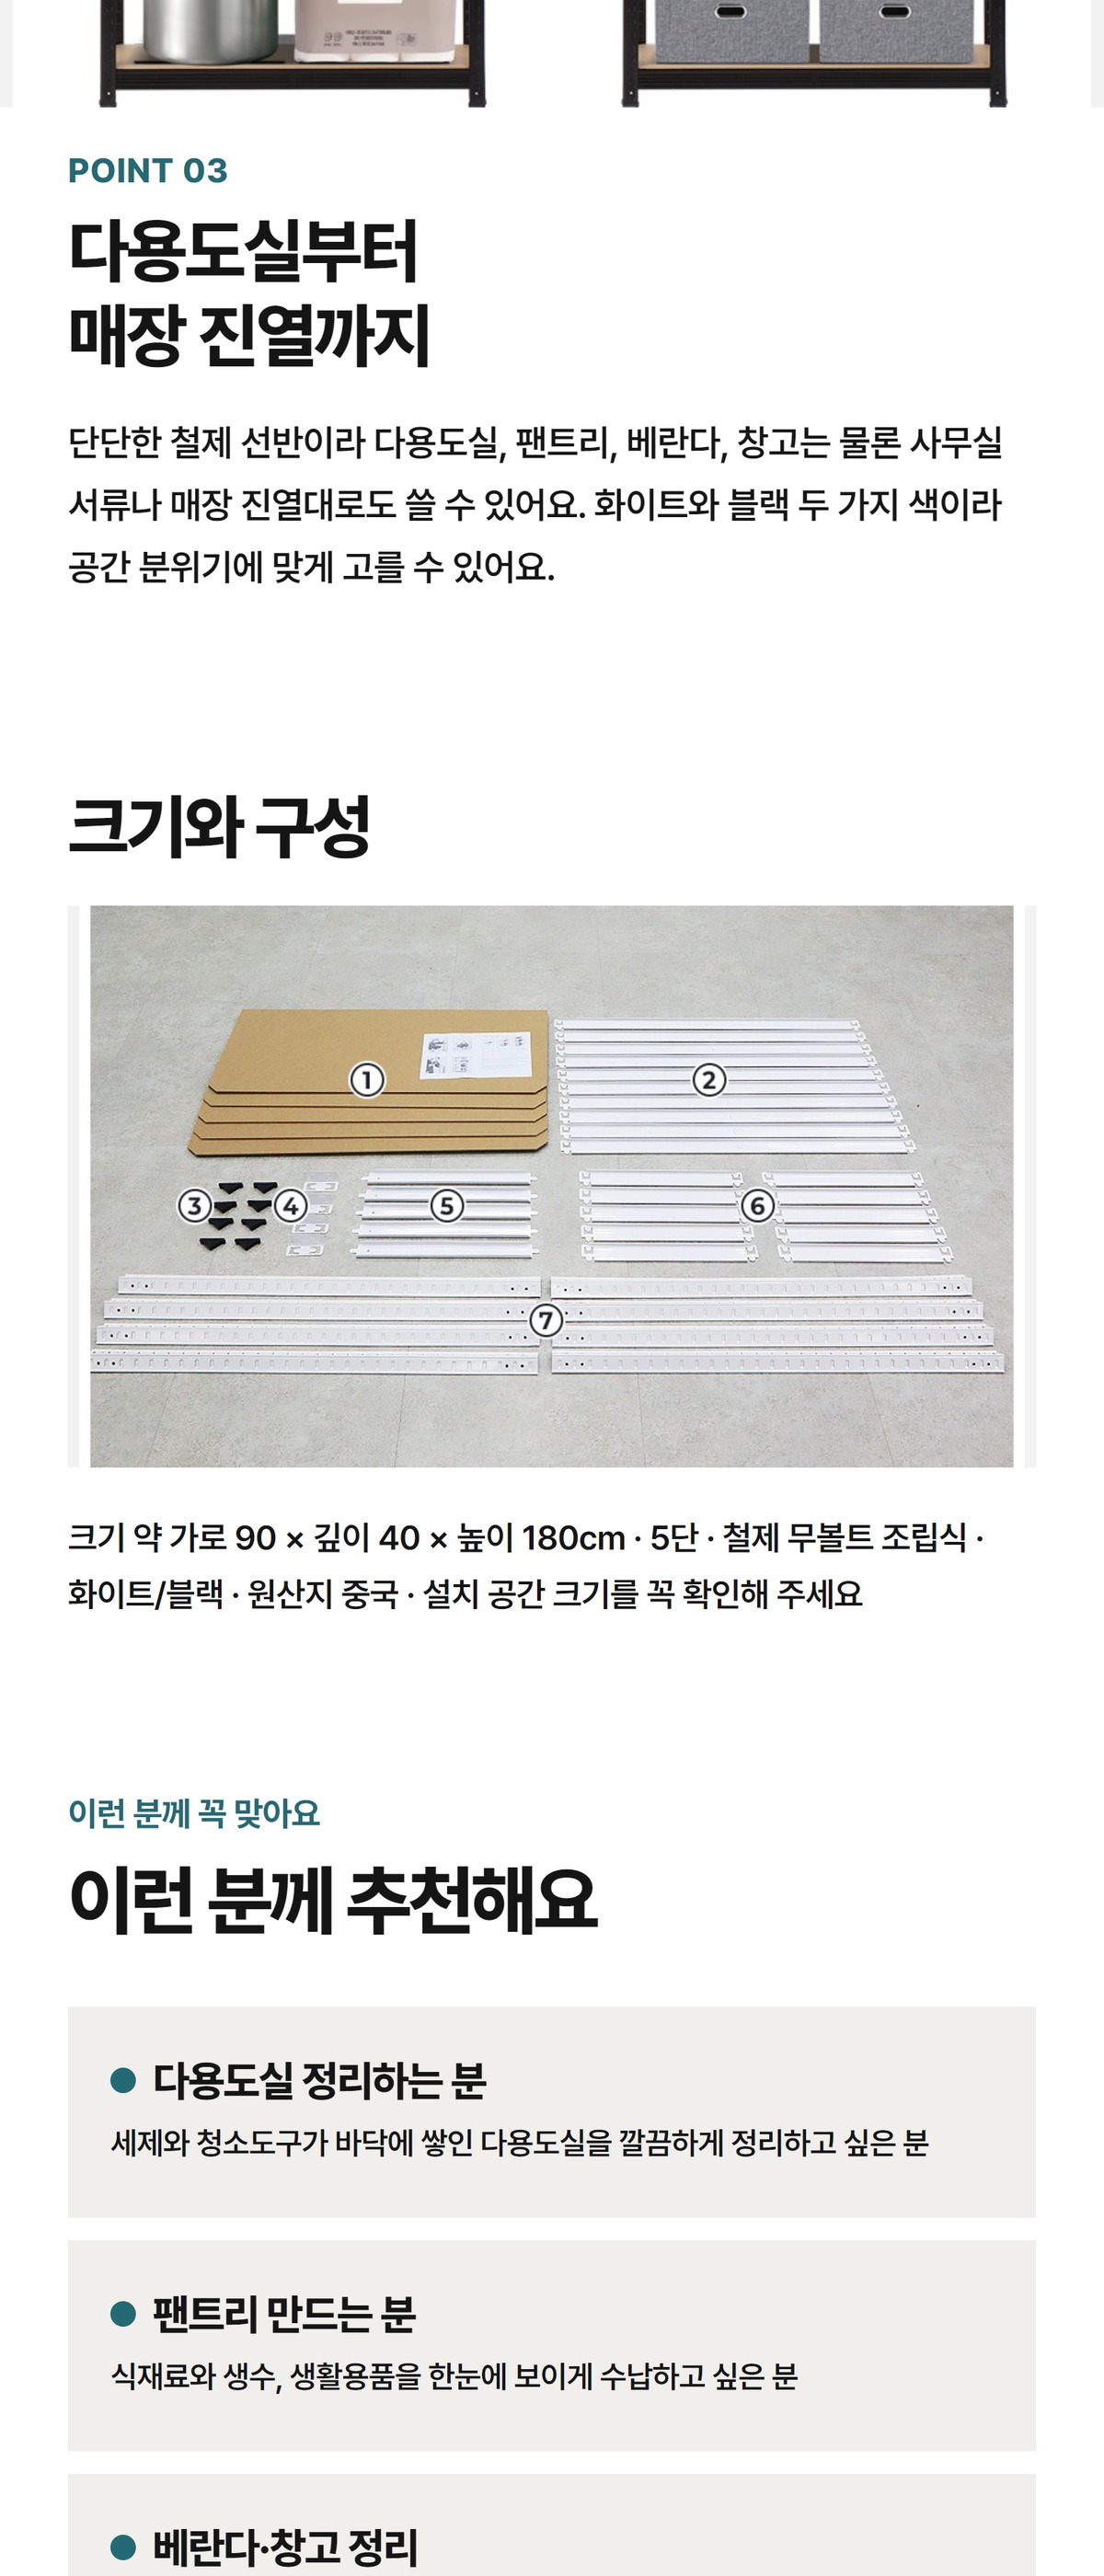 POINT 03
다용도실부터
매장 진열까지
단단한 철제 선반이라 다용도실, 팬트리, 베란다, 창고는 물론 사무실
서류나 매장 진열대로도 쓸 수 있어요. 화이트와 블랙 두 가지 색이라
공간 분위기에 맞게 고를 수 있어요.
크기와 구성
1
2
3
4
5
6
7
크기 약 가로 90 × 깊이 40 × 높이 180cm · 5단 · 철제 무볼트 조립식 ·
화이트/블랙 · 원산지 중국 · 설치 공간 크기를 꼭 확인해 주세요
이런 분께 꼭 맞아요
이런 분께 추천해요
다용도실 정리하는 분
세제와 청소도구가 바닥에 쌓인 다용도실을 깔끔하게 정리하고 싶은 분
팬트리 만드는 분
식재료와 생수, 생활용품을 한눈에 보이게 수납하고 싶은 분
베란다·창고 정리